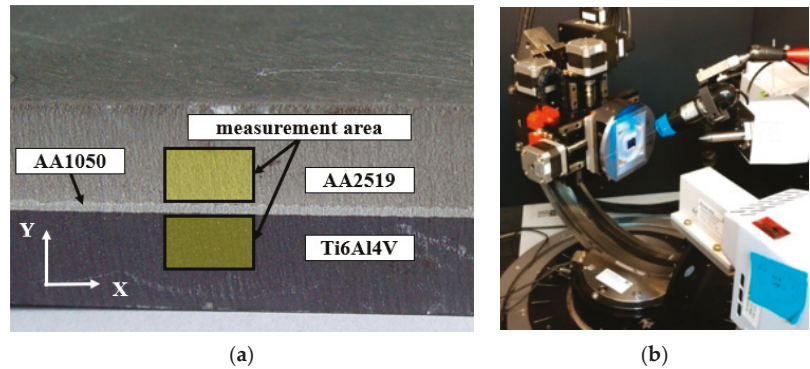 measurement area
AA1050
AA2519
Ti6Al4V
Y
X
(a)
(b)